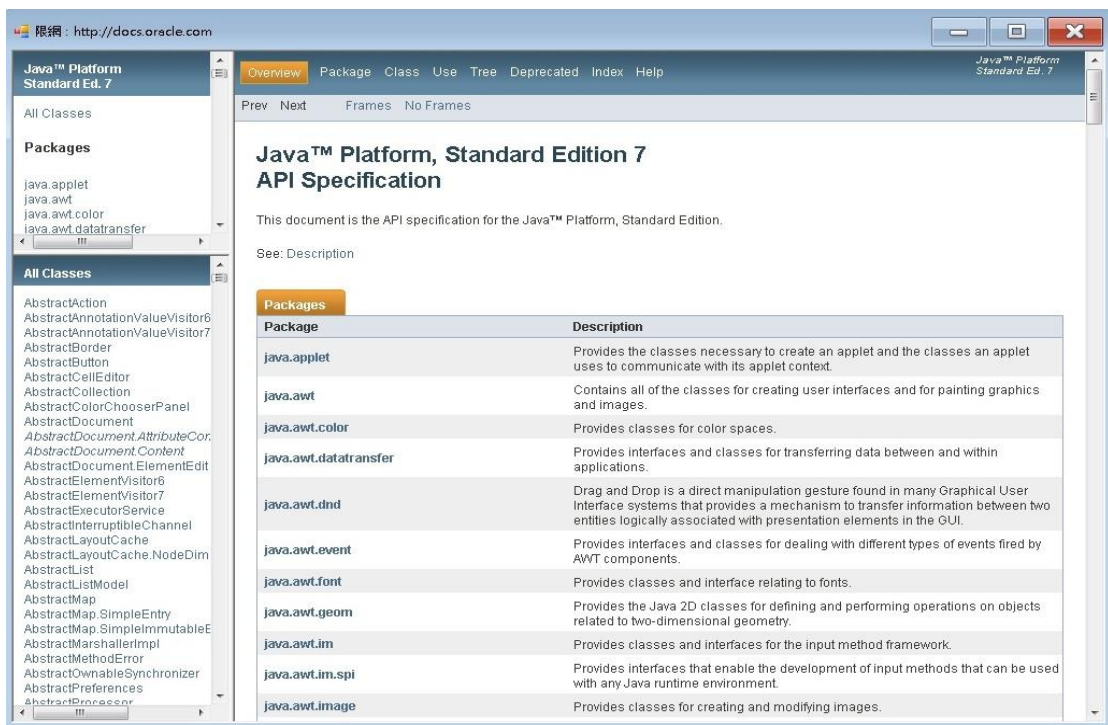 限網 : http://docs.oracle.com
Java™ Platform
Standard Ed. 7
All Classes
Packages
java.applet
java.awt
java.awt.color
java.awt.datatransfer
All Classes
AbstractAction
AbstractAnnotationValueVisitor6
AbstractAnnotationValueVisitor7
AbstractBorder
AbstractButton
AbstractCellEditor
AbstractCollection
AbstractColorChooserPanel
AbstractDocument
AbstractDocument.AttributeCon
AbstractDocument.Content
AbstractDocument.ElementEdit
AbstractElementVisitor6
AbstractElementVisitor7
AbstractExecutorService
AbstractInterruptibleChannel
AbstractLayoutCache
AbstractLayoutCache.NodeDim
AbstractList
AbstractListModel
AbstractMap
AbstractMap.SimpleEntry
AbstractMap.SimpleImmutableE
AbstractMarshallerImpl
AbstractMethodError
AbstractOwnableSynchronizer
AbstractPreferences
AbstractProcessor
Overview Package Class Use Tree Deprecated Index Help
Java™ Platform
Standard Ed. 7
Prev Next Frames No Frames
Java™ Platform, Standard Edition 7
API Specification
This document is the API specification for the Java™ Platform, Standard Edition.
See: Description
Packages
Package Description
java.applet Provides the classes necessary to create an applet and the classes an applet
uses to communicate with its applet context.
java.awt Contains all of the classes for creating user interfaces and for painting graphics
and images.
java.awt.color Provides classes for color spaces.
java.awt.datatransfer Provides interfaces and classes for transferring data between and within
applications.
java.awt.dnd Drag and Drop is a direct manipulation gesture found in many Graphical User
Interface systems that provides a mechanism to transfer information between two
entities logically associated with presentation elements in the GUI.
java.awt.event Provides interfaces and classes for dealing with different types of events fired by
AWT components.
java.awt.font Provides classes and interface relating to fonts.
java.awt.geom Provides the Java 2D classes for defining and performing operations on objects
related to two-dimensional geometry.
java.awt.im Provides classes and interfaces for the input method framework.
java.awt.im.spi Provides interfaces that enable the development of input methods that can be used
with any Java runtime environment.
java.awt.image Provides classes for creating and modifying images.